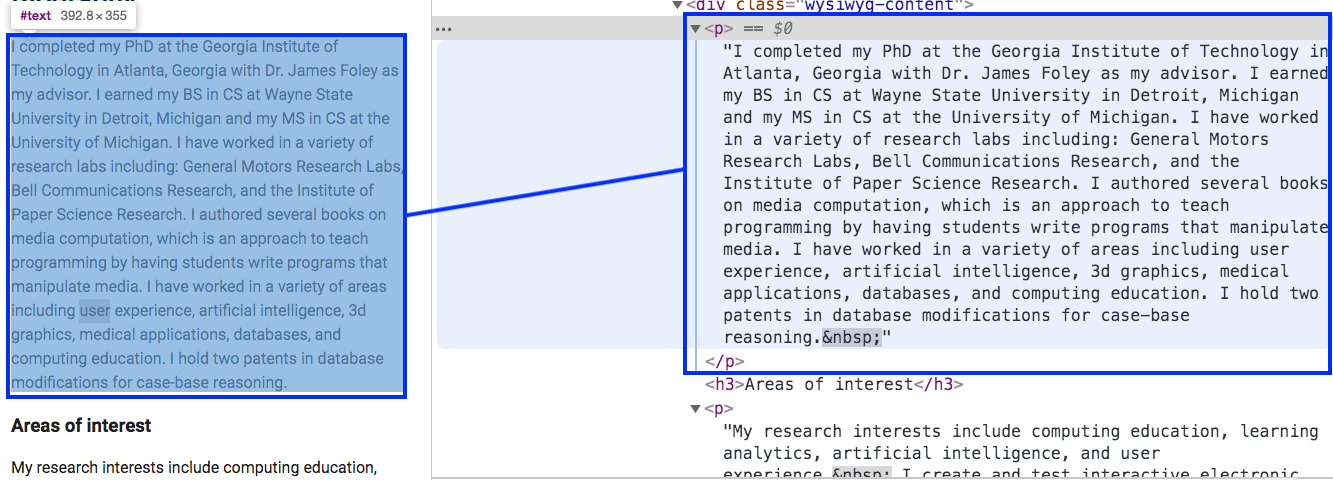 #text 392.8×355
I completed my PhD at the Georgia Institute of
Technology in Atlanta, Georgia with Dr. James Foley as
my advisor. I earned my BS in CS at Wayne State
University in Detroit, Michigan and my MS in CS at the
University of Michigan. I have worked in a variety of
research labs including: General Motors Research Labs,
Bell Communications Research, and the Institute of
Paper Science Research. I authored several books on
media computation, which is an approach to teach
programming by having students write programs that
manipulate media. I have worked in a variety of areas
including user experience, artificial intelligence, 3d
graphics, medical applications, databases, and
computing education. I hold two patents in database
modifications for case-base reasoning.
Areas of interest
My research interests include computing education,
▼<div class="wysiwyg-content">
… ▼<p> == $0
"I completed my PhD at the Georgia Institute of Technology in
Atlanta, Georgia with Dr. James Foley as my advisor. I earned
my BS in CS at Wayne State University in Detroit, Michigan
and my MS in CS at the University of Michigan. I have worked
in a variety of research labs including: General Motors
Research Labs, Bell Communications Research, and the
Institute of Paper Science Research. I authored several books
on media computation, which is an approach to teach
programming by having students write programs that manipulate
media. I have worked in a variety of areas including user
experience, artificial intelligence, 3d graphics, medical
applications, databases, and computing education. I hold two
patents in database modifications for case-base
reasoning.&nbsp;"
</p>
<h3>Areas of interest</h3>
▼<p>
"My research interests include computing education, learning
analytics, artificial intelligence, and user
experience.&nbsp; I create and test interactive electronic